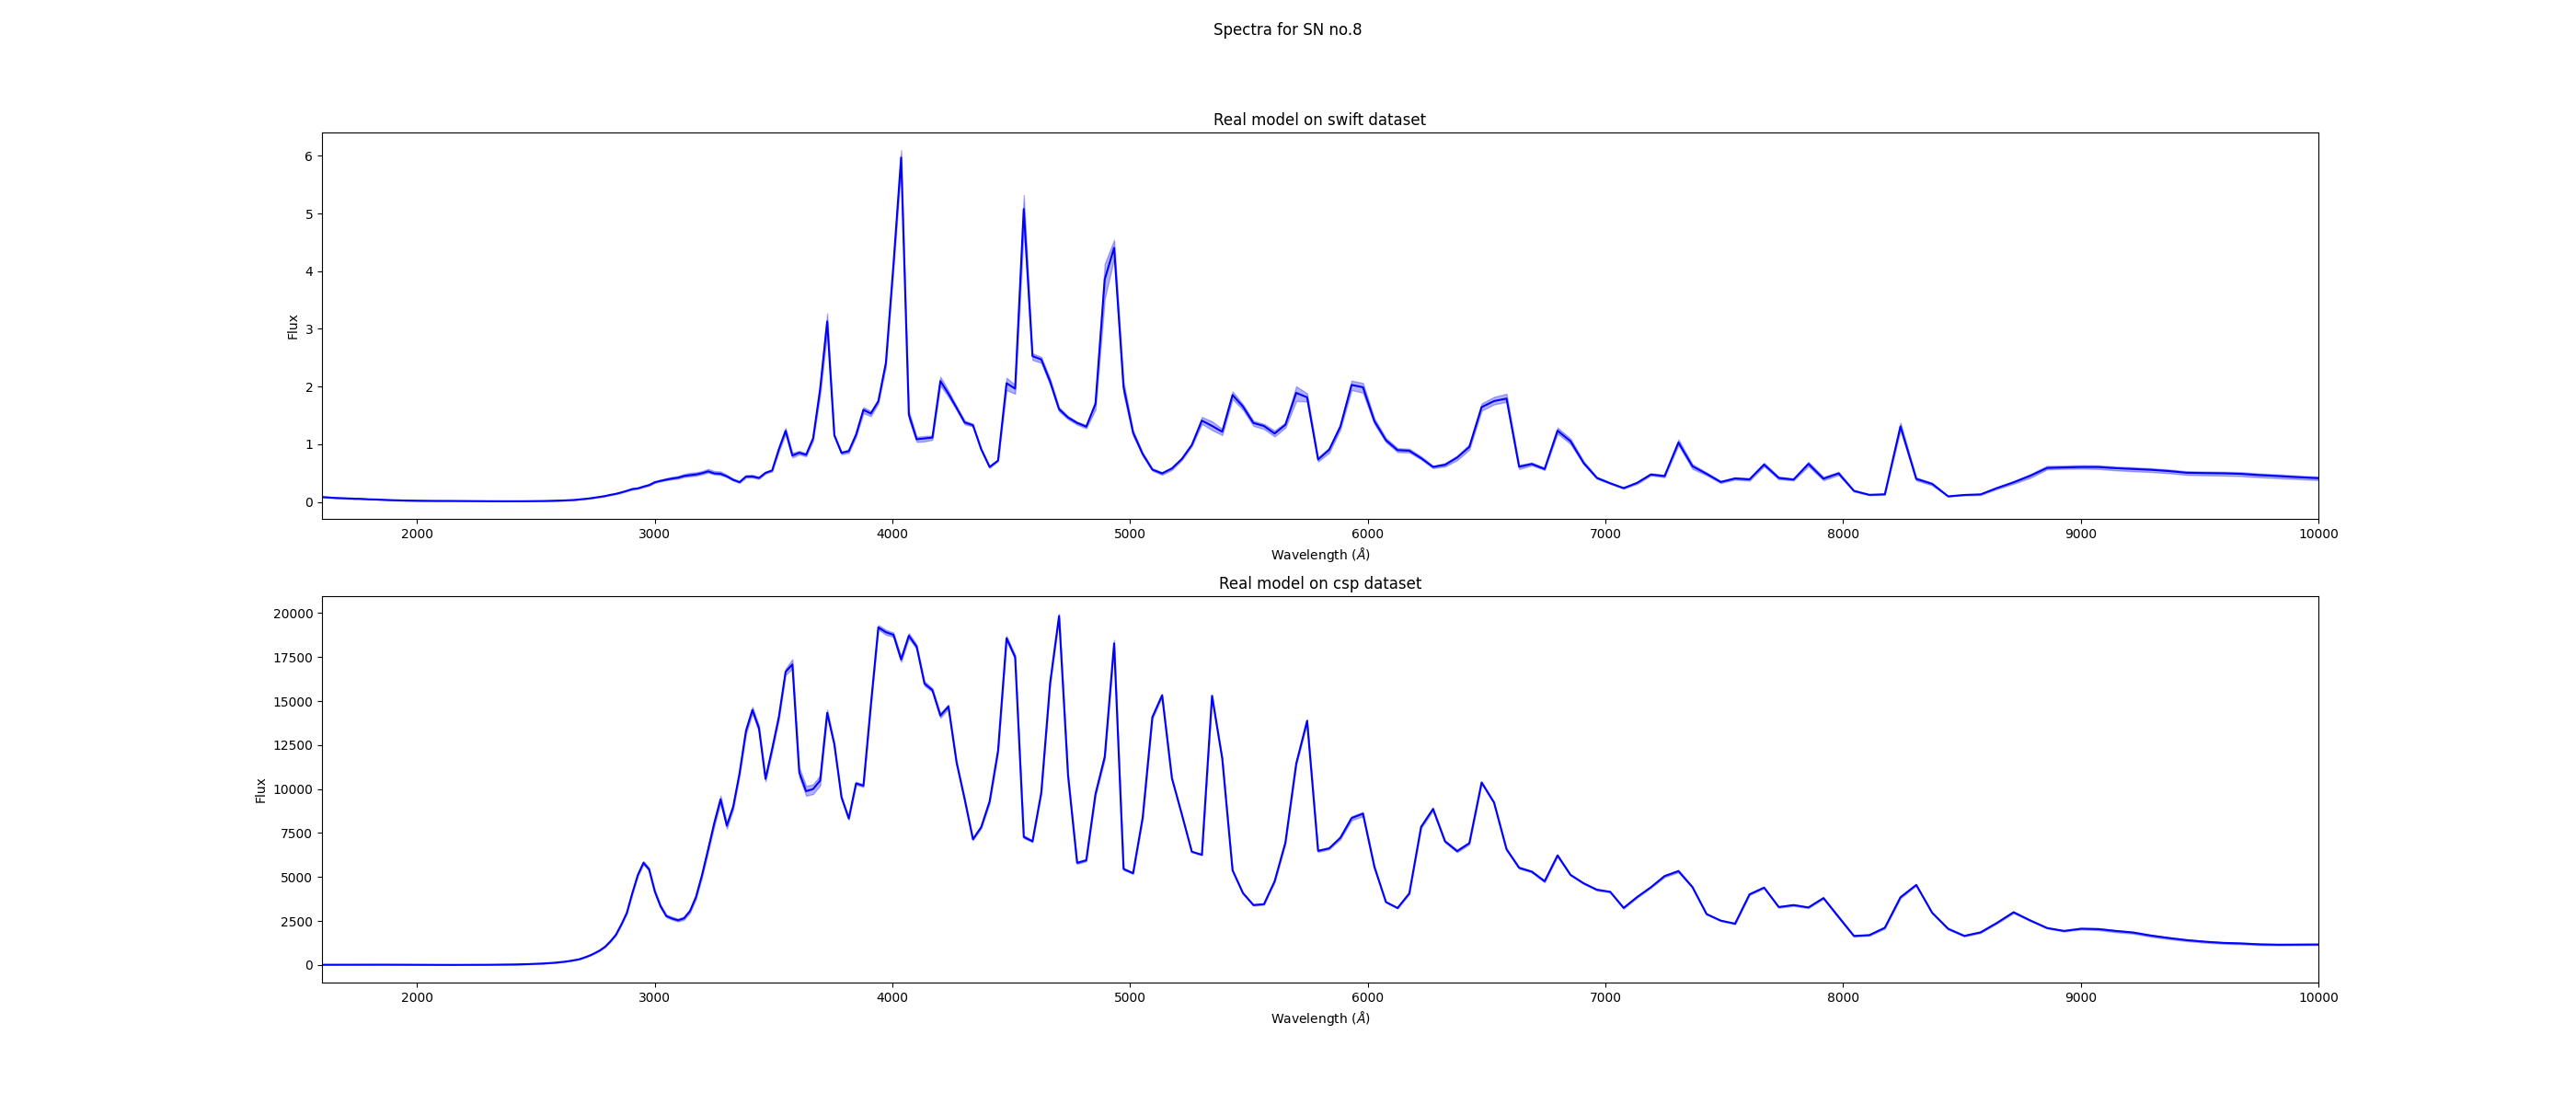 Spectra for SN no.8
Real model on swift dataset
6
5
4
3
2
1
0
Flux
2000 3000 4000 5000 6000 7000 8000 9000 10000
Wavelength (Å)
Real model on csp dataset
20000
17500
15000
12500
10000
7500
5000
2500
0
Flux
2000 3000 4000 5000 6000 7000 8000 9000 10000
Wavelength (Å)